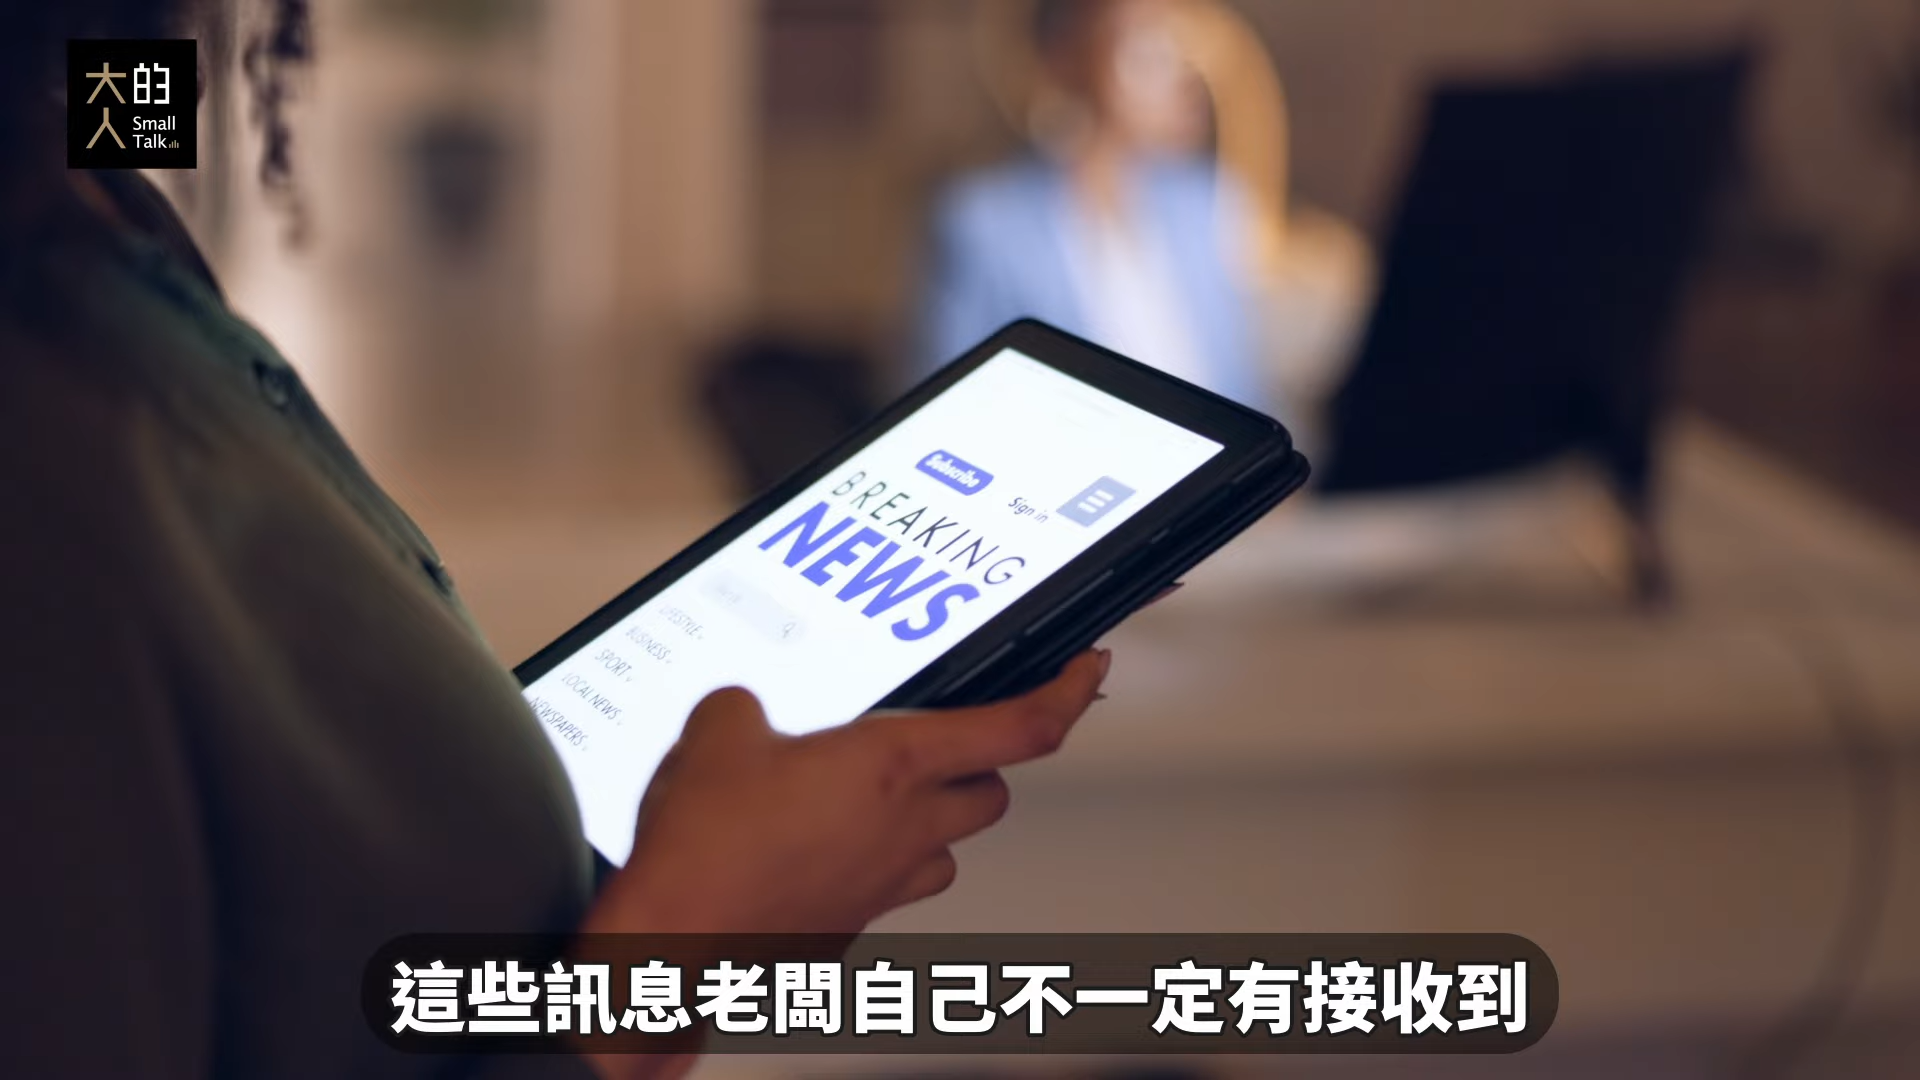 大的
人 Small
Talk
Subscribe
Sign in
BREAKING
NEWS
LIFESTYLE
BUSINESS
SPORT
LOCAL NEWS
NEWSPAPERS
這些訊息老闆自己不一定有接收到